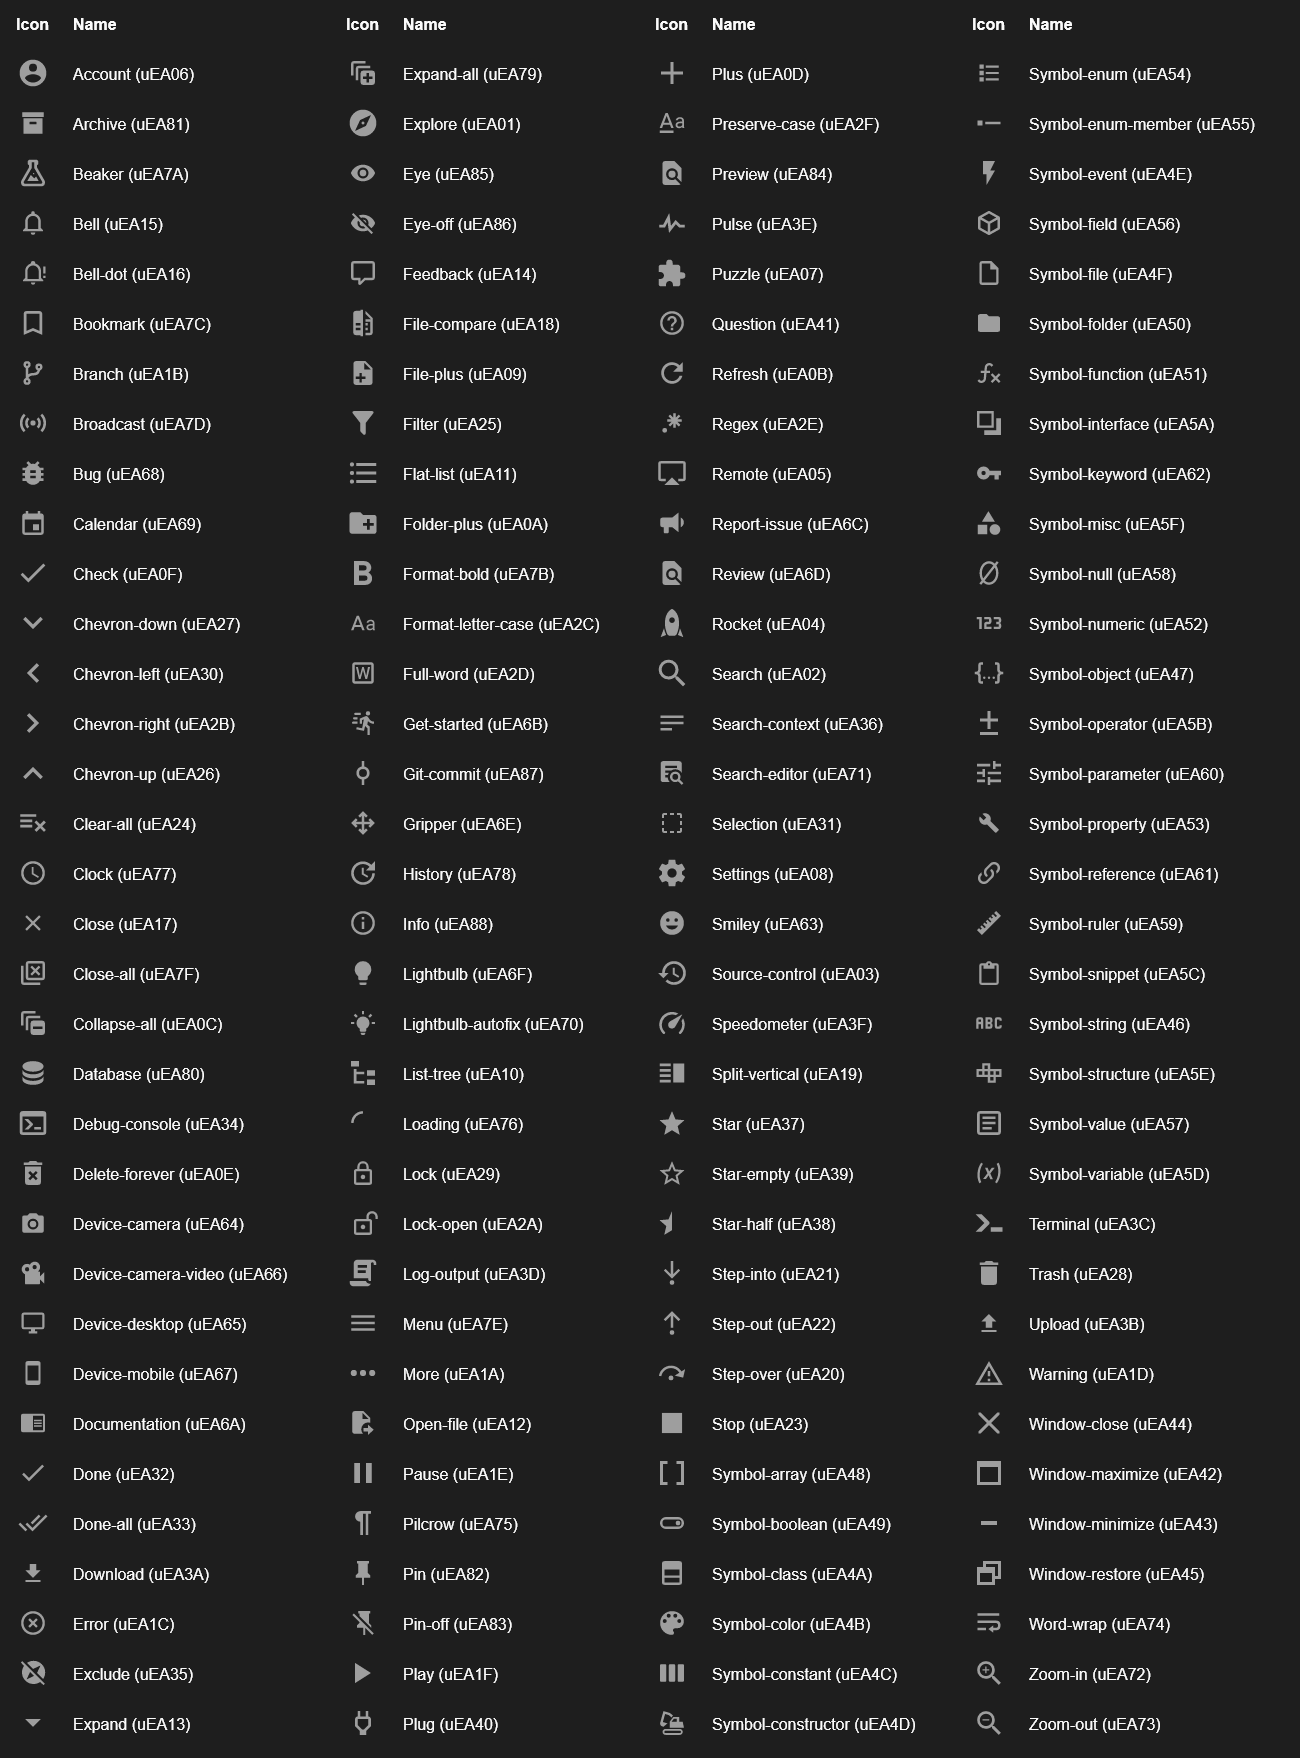 Icon Name Icon Name Icon Name Icon Name
Account (uEA06) Expand-all (uEA79) Plus (uEA0D) Symbol-enum (uEA54)
Archive (uEA81) Explore (uEA01) Preserve-case (uEA2F) Symbol-enum-member (uEA55)
Beaker (uEA7A) Eye (uEA85) Preview (uEA84) Symbol-event (uEA4E)
Bell (uEA15) Eye-off (uEA86) Pulse (uEA3E) Symbol-field (uEA56)
Bell-dot (uEA16) Feedback (uEA14) Puzzle (uEA07) Symbol-file (uEA4F)
Bookmark (uEA7C) File-compare (uEA18) Question (uEA41) Symbol-folder (uEA50)
Branch (uEA1B) File-plus (uEA09) Refresh (uEA0B) Symbol-function (uEA51)
Broadcast (uEA7D) Filter (uEA25) Regex (uEA2E) Symbol-interface (uEA5A)
Bug (uEA68) Flat-list (uEA11) Remote (uEA05) Symbol-keyword (uEA62)
Calendar (uEA69) Folder-plus (uEA0A) Report-issue (uEA6C) Symbol-misc (uEA5F)
Check (uEA0F) Format-bold (uEA7B) Review (uEA6D) Symbol-null (uEA58)
Chevron-down (uEA27) Format-letter-case (uEA2C) Rocket (uEA04) Symbol-numeric (uEA52)
Chevron-left (uEA30) Full-word (uEA2D) Search (uEA02) Symbol-object (uEA47)
Chevron-right (uEA2B) Get-started (uEA6B) Search-context (uEA36) Symbol-operator (uEA5B)
Chevron-up (uEA26) Git-commit (uEA87) Search-editor (uEA71) Symbol-parameter (uEA60)
Clear-all (uEA24) Gripper (uEA6E) Selection (uEA31) Symbol-property (uEA53)
Clock (uEA77) History (uEA78) Settings (uEA08) Symbol-reference (uEA61)
Close (uEA17) Info (uEA88) Smiley (uEA63) Symbol-ruler (uEA59)
Close-all (uEA7F) Lightbulb (uEA6F) Source-control (uEA03) Symbol-snippet (uEA5C)
Collapse-all (uEA0C) Lightbulb-autofix (uEA70) Speedometer (uEA3F) Symbol-string (uEA46)
Database (uEA80) List-tree (uEA10) Split-vertical (uEA19) Symbol-structure (uEA5E)
Debug-console (uEA34) Loading (uEA76) Star (uEA37) Symbol-value (uEA57)
Delete-forever (uEA0E) Lock (uEA29) Star-empty (uEA39) Symbol-variable (uEA5D)
Device-camera (uEA64) Lock-open (uEA2A) Star-half (uEA38) Terminal (uEA3C)
Device-camera-video (uEA66) Log-output (uEA3D) Step-into (uEA21) Trash (uEA28)
Device-desktop (uEA65) Menu (uEA7E) Step-out (uEA22) Upload (uEA3B)
Device-mobile (uEA67) More (uEA1A) Step-over (uEA20) Warning (uEA1D)
Documentation (uEA6A) Open-file (uEA12) Stop (uEA23) Window-close (uEA44)
Done (uEA32) Pause (uEA1E) Symbol-array (uEA48) Window-maximize (uEA42)
Done-all (uEA33) Pilcrow (uEA75) Symbol-boolean (uEA49) Window-minimize (uEA43)
Download (uEA3A) Pin (uEA82) Symbol-class (uEA4A) Window-restore (uEA45)
Error (uEA1C) Pin-off (uEA83) Symbol-color (uEA4B) Word-wrap (uEA74)
Exclude (uEA35) Play (uEA1F) Symbol-constant (uEA4C) Zoom-in (uEA72)
Expand (uEA13) Plug (uEA40) Symbol-constructor (uEA4D) Zoom-out (uEA73)